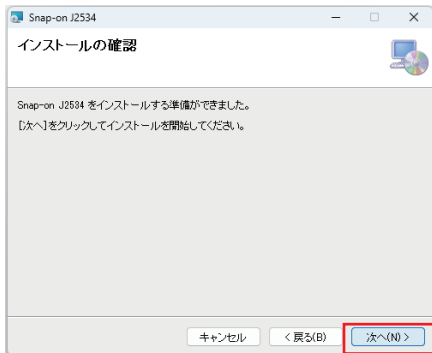 Snap-on J2534
インストールの確認
Snap-on J2534 をインストールする準備ができました。
[次へ]をクリックしてインストールを開始してください。
キャンセル
< 戻る(B)
次へ(N) >